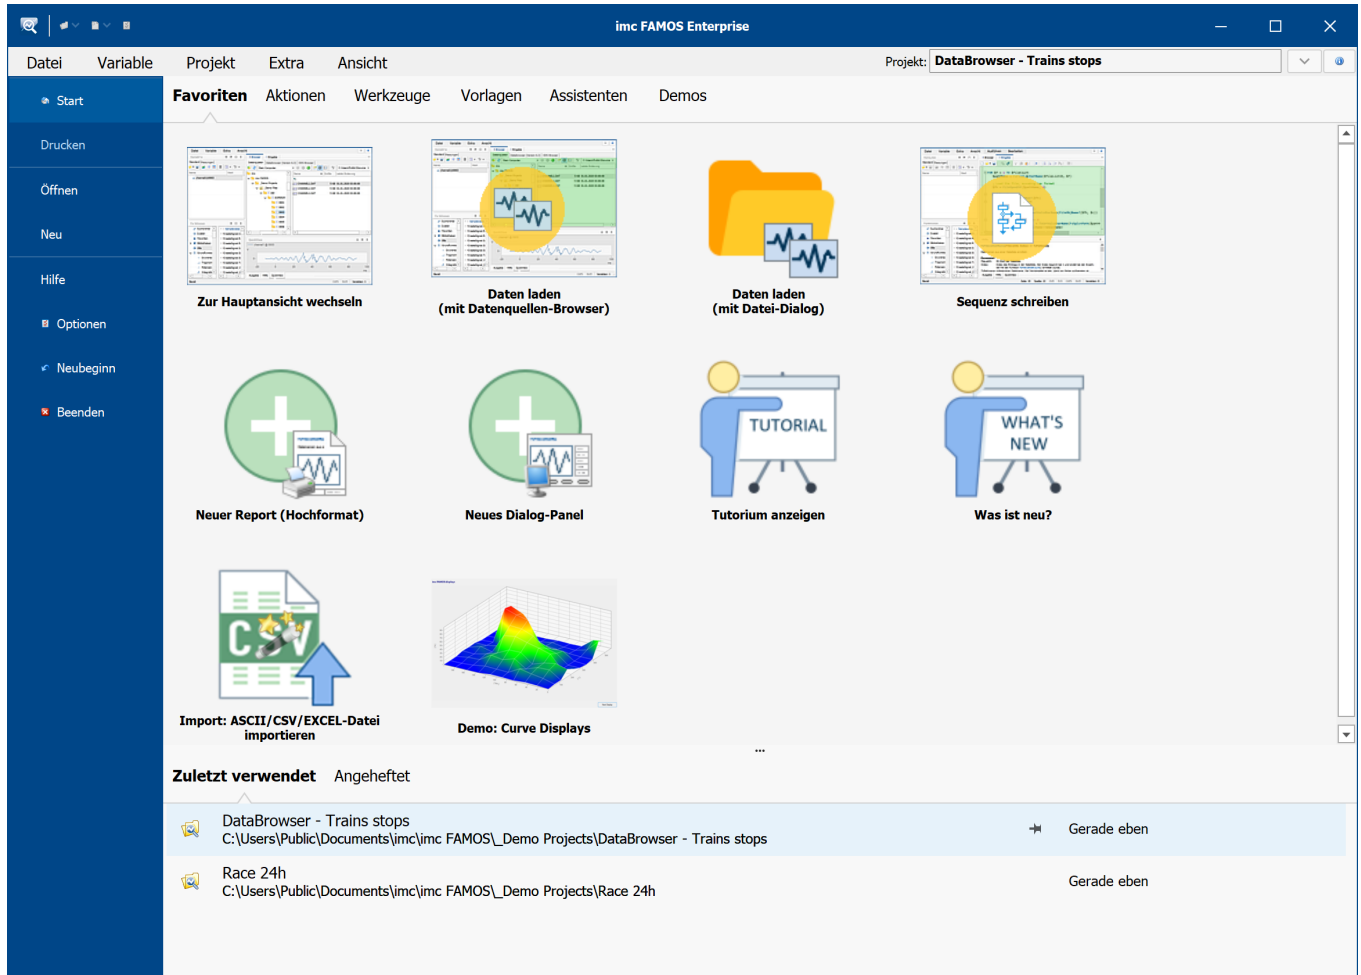 imc FAMOS Enterprise
Datei Variable Projekt Extra Ansicht
Projekt: DataBrowser - Trains stops
Start
Drucken
Öffnen
Neu
Hilfe
Optionen
Neubeginn
Beenden
Favoriten Aktionen Werkzeuge Vorlagen Assistenten Demos
Zur Hauptansicht wechseln
Daten laden
(mit Datenquellen-Browser)
Daten laden
(mit Datei-Dialog)
Sequenz schreiben
Neuer Report (Hochformat)
Neues Dialog-Panel
TUTORIAL
Tutorium anzeigen
WHAT'S
NEW
Was ist neu?
CSV
Import: ASCII/CSV/EXCEL-Datei
importieren
Demo: Curve Displays
...
Zuletzt verwendet Angeheftet
DataBrowser - Trains stops
C:\Users\Public\Documents\imc\imc FAMOS\_Demo Projects\DataBrowser - Trains stops
Gerade eben
Race 24h
C:\Users\Public\Documents\imc\imc FAMOS\_Demo Projects\Race 24h
Gerade eben